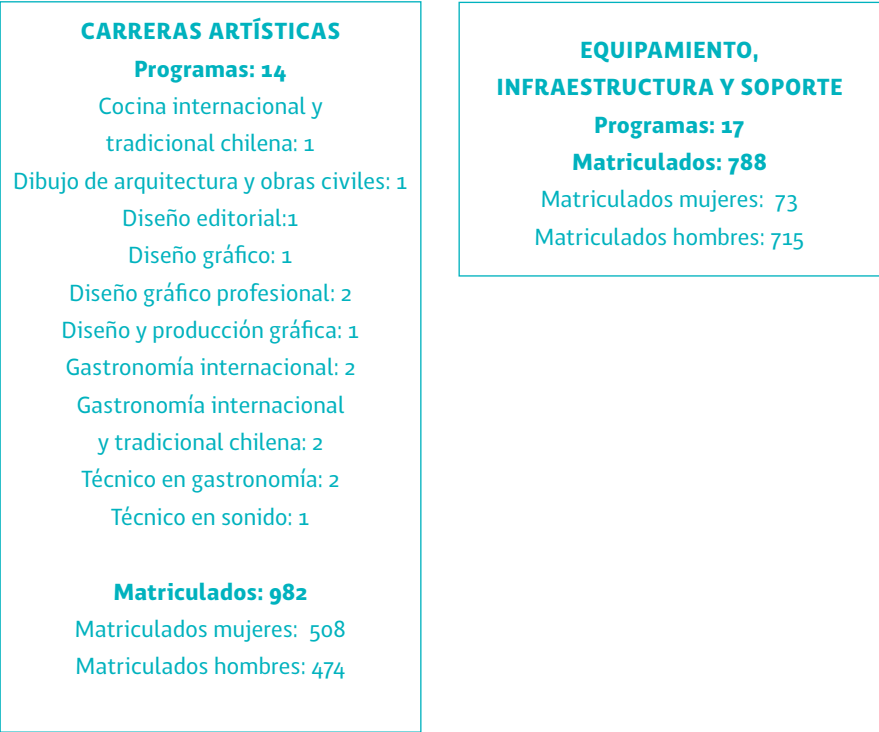 CARRERAS ARTÍSTICAS
Programas: 14
Cocina internacional y
tradicional chilena: 1
Dibujo de arquitectura y obras civiles: 1
Diseño editorial:1
Diseño gráfico: 1
Diseño gráfico profesional: 2
Diseño y producción gráfica: 1
Gastronomía internacional: 2
Gastronomía internacional
y tradicional chilena: 2
Técnico en gastronomía: 2
Técnico en sonido: 1
Matriculados: 982
Matriculados mujeres: 508
Matriculados hombres: 474
EQUIPAMIENTO,
INFRAESTRUCTURA Y SOPORTE
Programas: 17
Matriculados: 788
Matriculados mujeres: 73
Matriculados hombres: 715